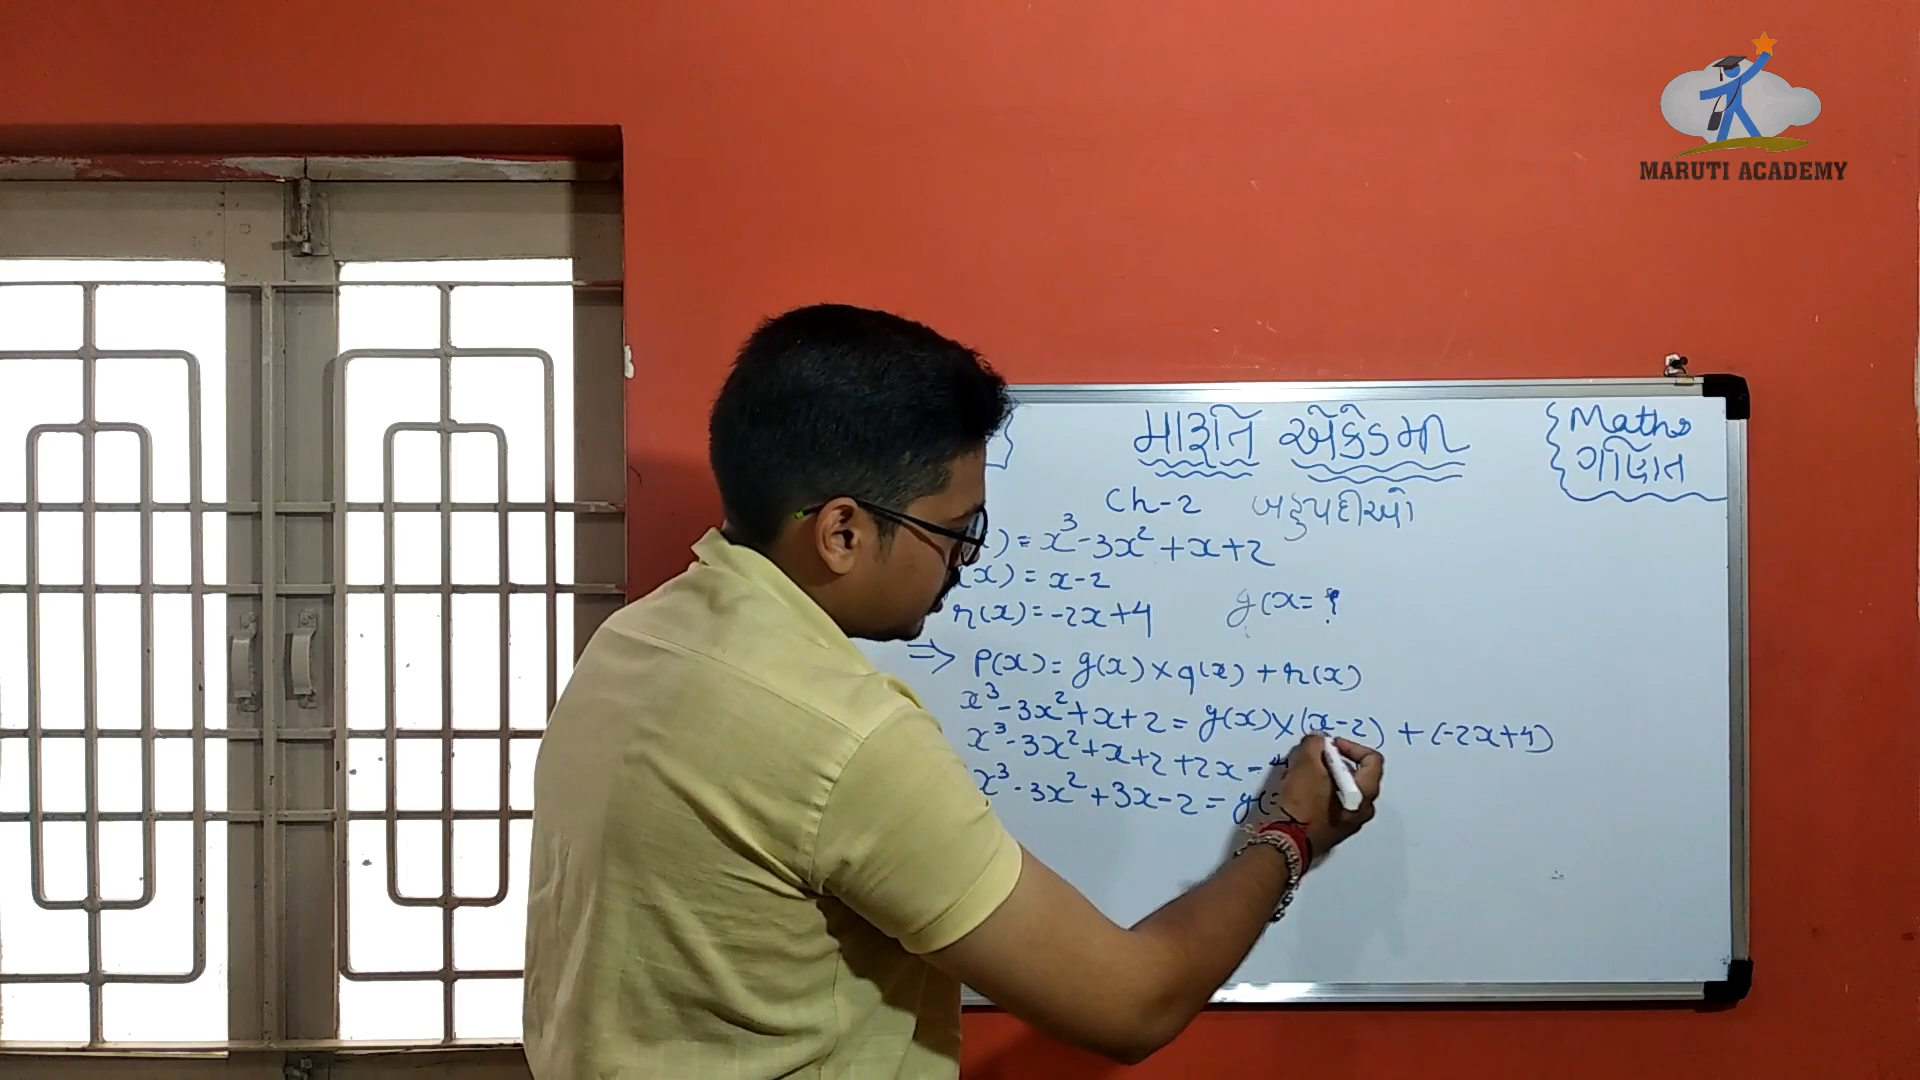 MARUTI ACADEMY
મારૂતિ એકેડમી
Maths
ગણિત
Ch-2 બહુપદીઓ
) = x³-3x²+x+2
(x) = x-2
r(x) = -2x+4 g(x = ?
⇒ P(x) = g(x) × q(x) + r(x)
x³-3x²+x+2 = g(x) × (x-2) + (-2x+4)
x³-3x²+x+2+2x-4
x³-3x²+3x-2 = g(